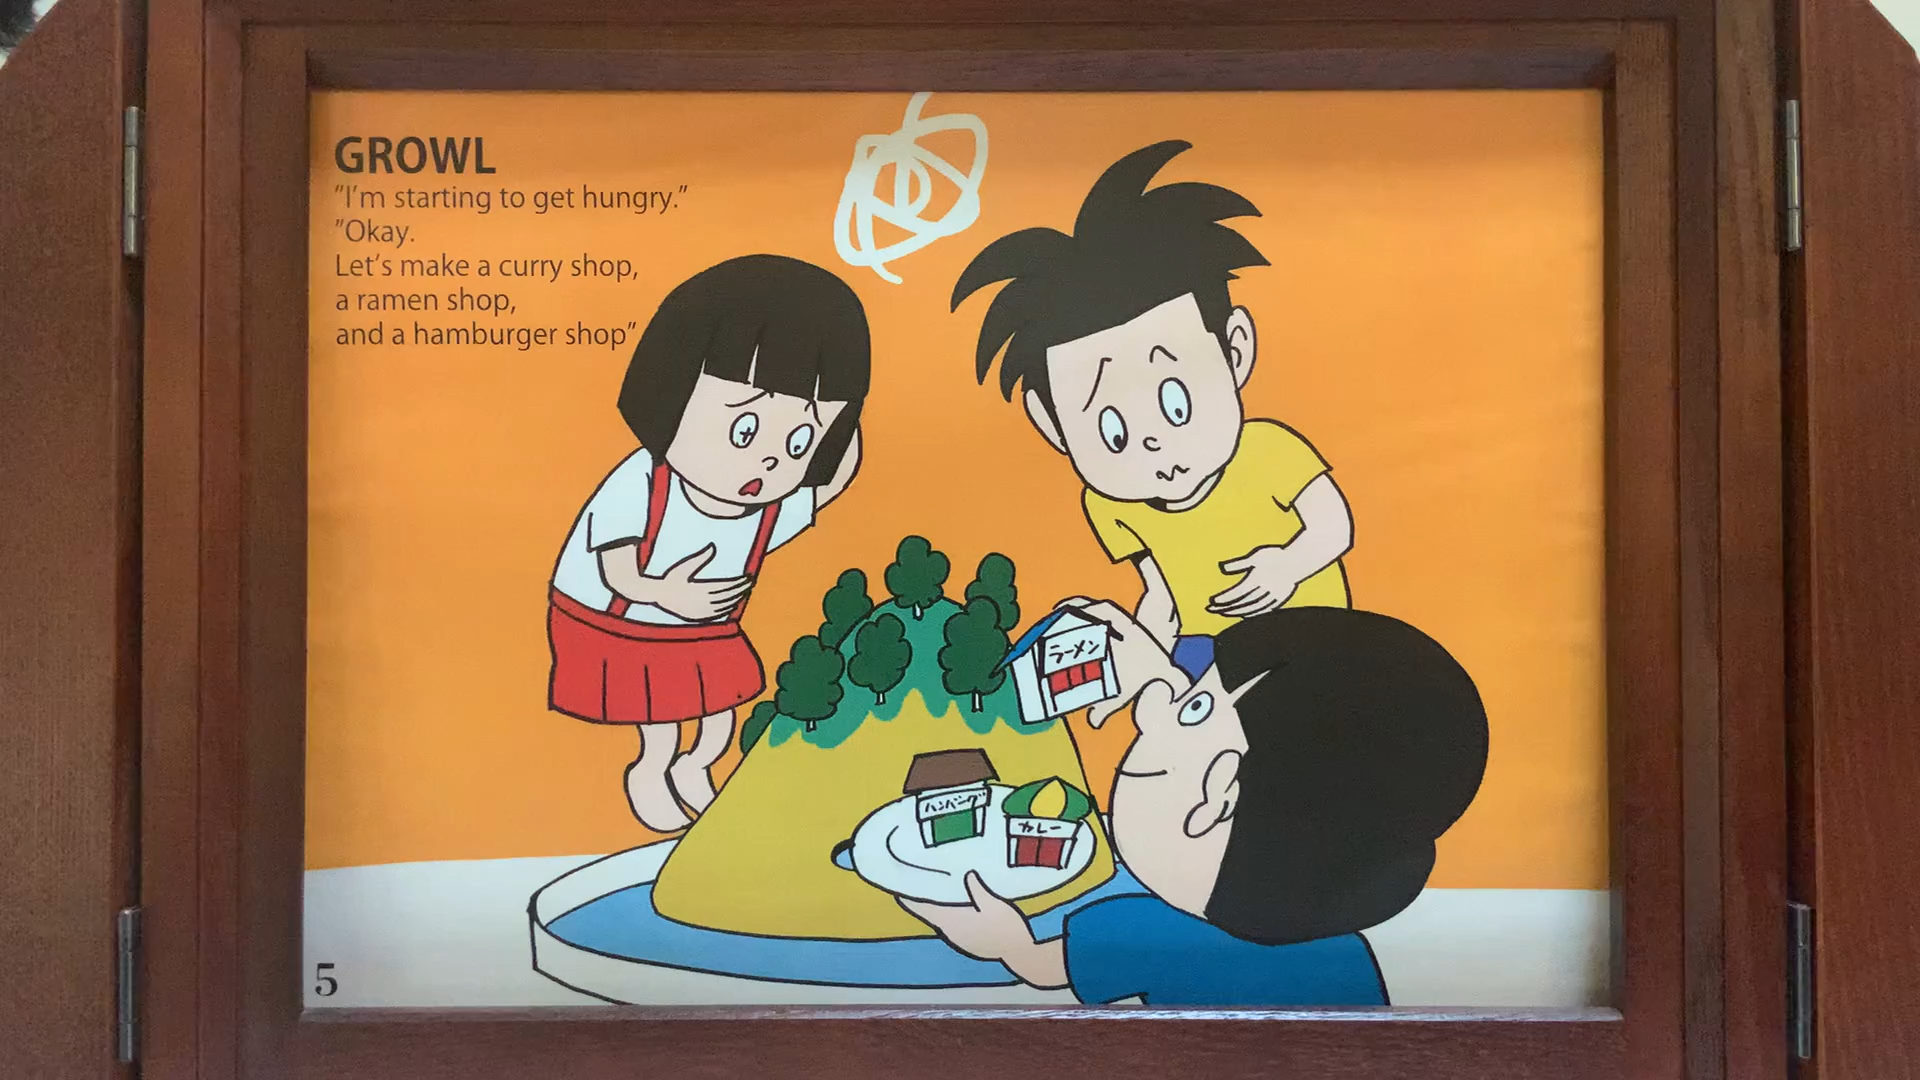 GROWL
”I’m starting to get hungry.”
”Okay.
Let’s make a curry shop,
a ramen shop,
and a hamburger shop”
ラーメン
ハンバーグ
カレー
5